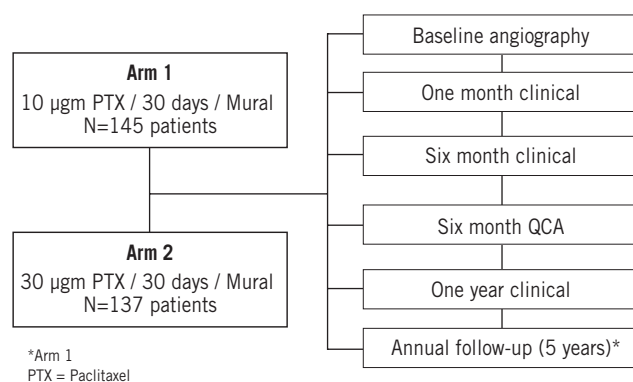 Arm 1
10 µgm PTX / 30 days / Mural
N=145 patients
Arm 2
30 µgm PTX / 30 days / Mural
N=137 patients
*Arm 1
PTX = Paclitaxel
Baseline angiography
One month clinical
Six month clinical
Six month QCA
One year clinical
Annual follow-up (5 years)*